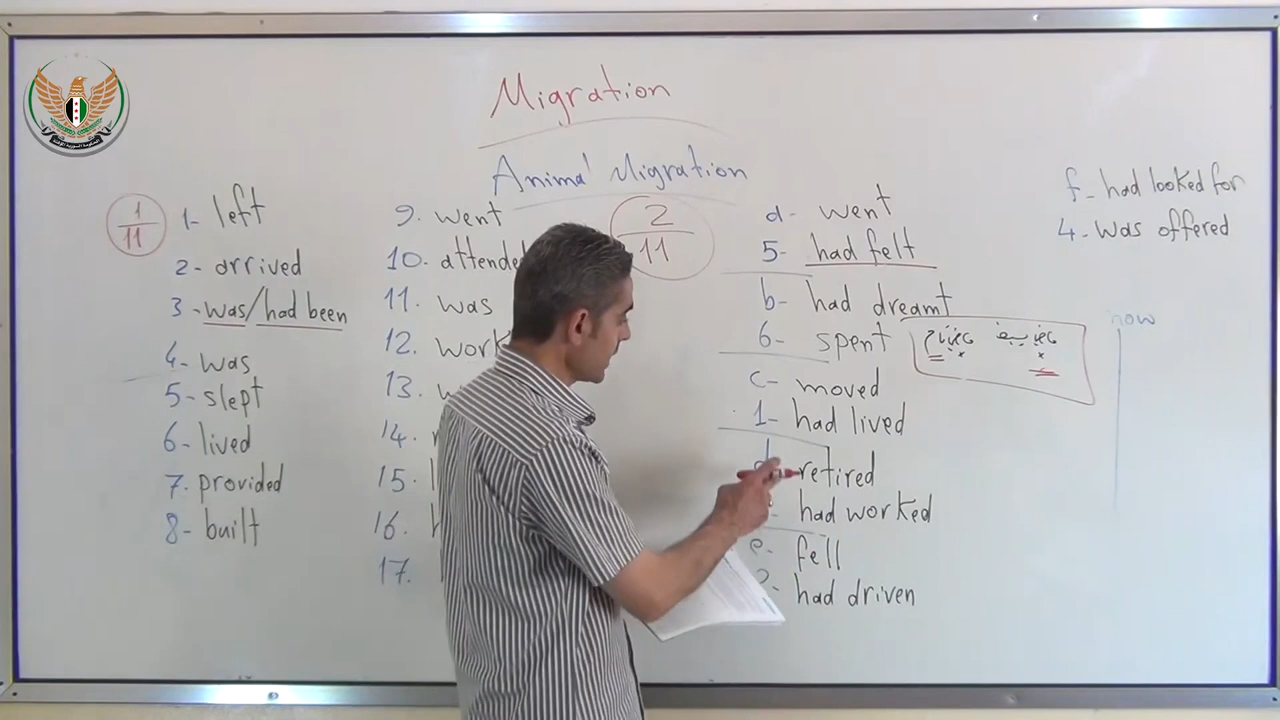 Migration
Animal Migration
1/11
1- left
2- arrived
3- was/had been
4- was
5- slept
6- lived
7. provided
8- built
9. went
10. attended
11. was
12.
13.
14.
15.
16.
17.
2/11
d- went
5- had felt
b- had dreamt
6- spent
c- moved
1- had lived
retired
had worked
e- fell
had driven
f- had looked for
4. was offered
now
ماضي بسيط